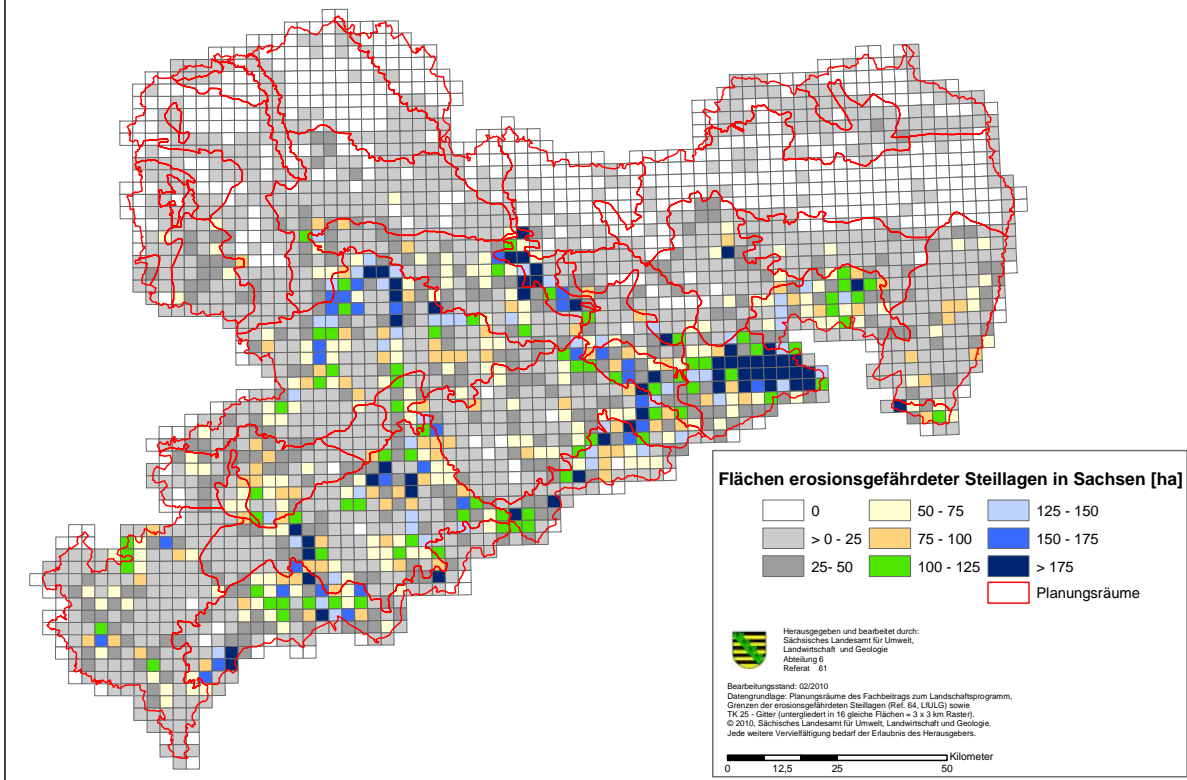 Flächen erosionsgefährdeter Steillagen in Sachsen [ha]
0
50 - 75
125 - 150
> 0 - 25
75 - 100
150 - 175
25- 50
100 - 125
> 175
Planungsräume
Herausgegeben und bearbeitet durch:
Sächsisches Landesamt für Umwelt,
Landwirtschaft und Geologie
Abteilung 6
Referat 61
Bearbeitungsstand: 02/2010
Datengrundlage: Planungsräume des Fachbeitrags zum Landschaftsprogramm,
Grenzen der erosionsgefährdeten Steillagen (Ref. 64, LfULG) sowie
TK 25 - Gitter (untergliedert in 16 gleiche Flächen = 3 x 3 km Raster).
© 2010, Sächsisches Landesamt für Umwelt, Landwirtschaft und Geologie.
Jede weitere Vervielfältigung bedarf der Erlaubnis des Herausgebers.
Kilometer
0 12,5 25 50